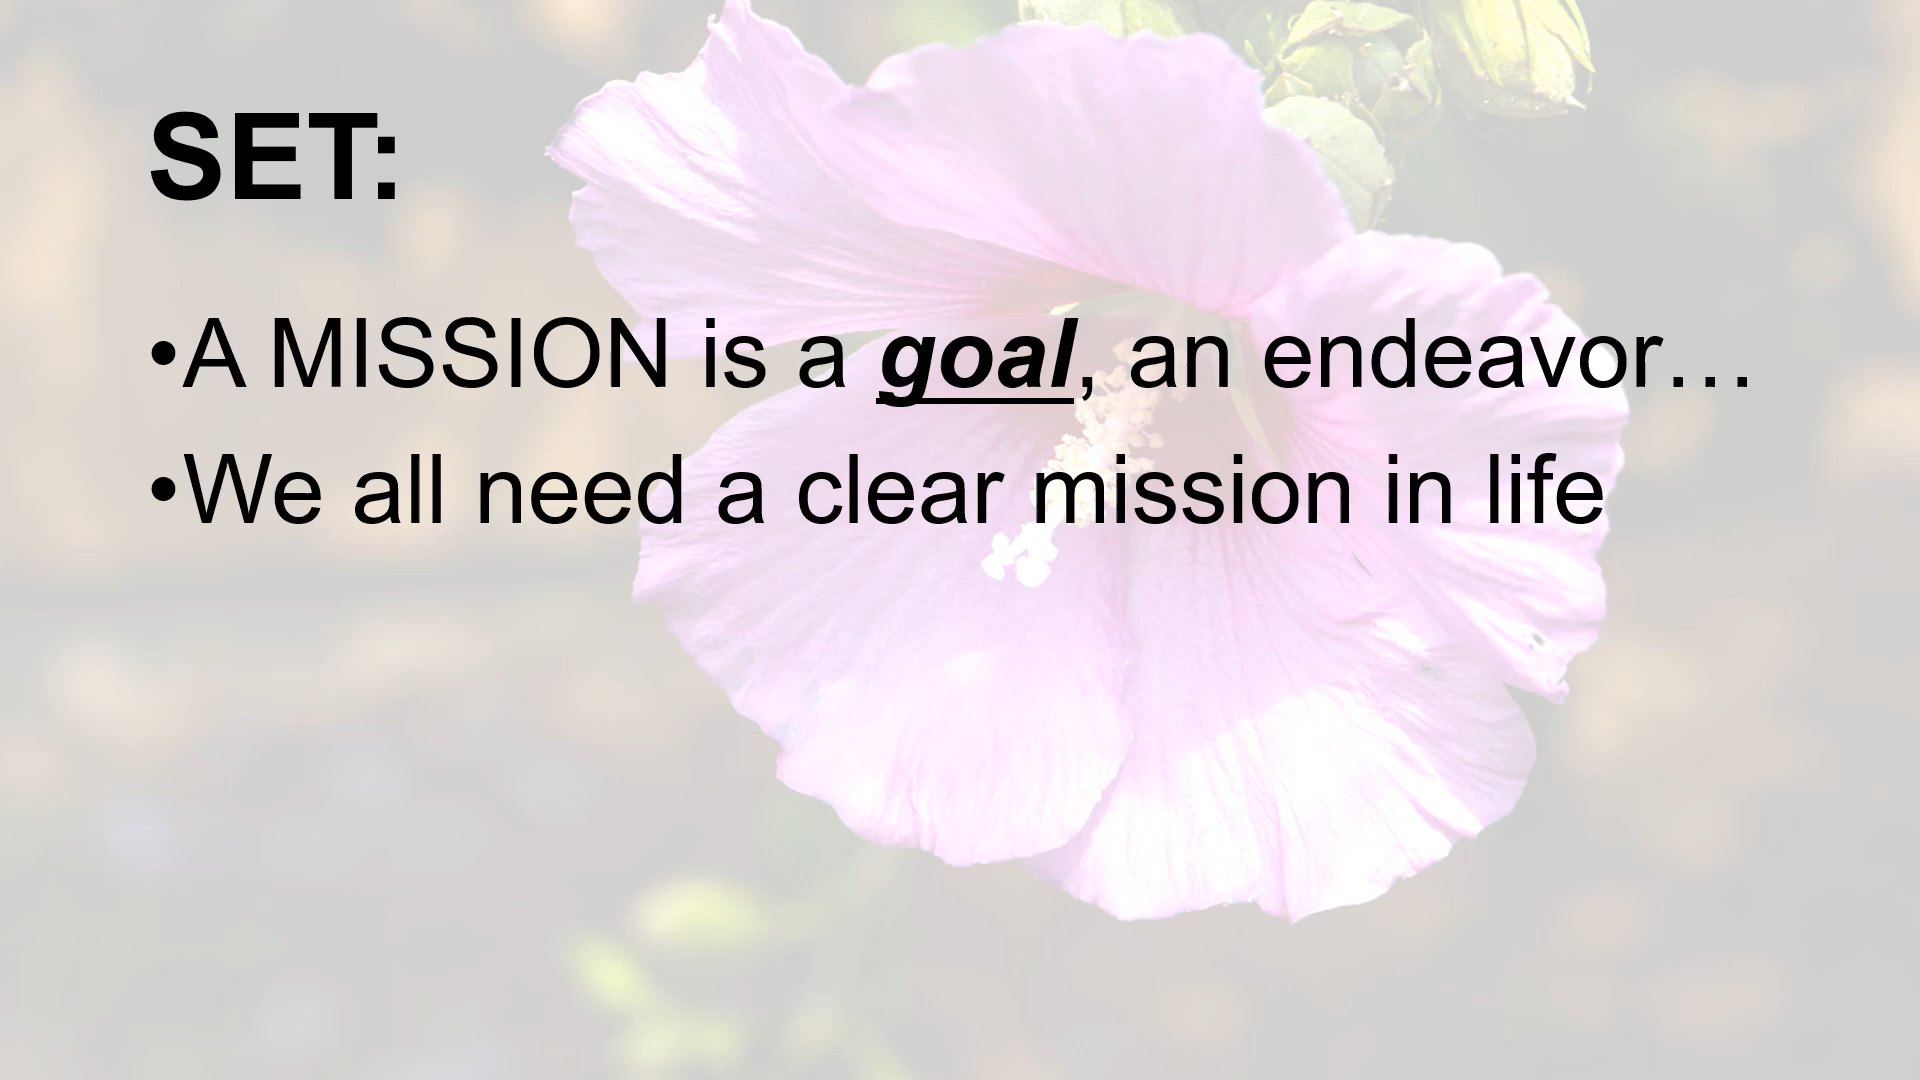 SET:
•A MISSION is a goal, an endeavor…
•We all need a clear mission in life